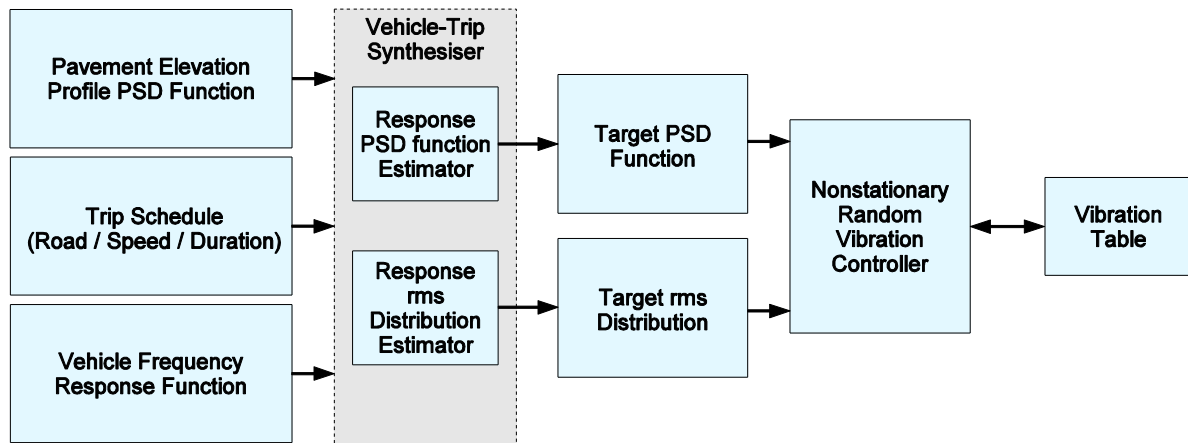 Pavement Elevation
Profile PSD Function
Trip Schedule
(Road / Speed / Duration)
Vehicle Frequency
Response Function
Vehicle-Trip
Synthesiser
Response
PSD function
Estimator
Response
rms
Distribution
Estimator
Target PSD
Function
Target rms
Distribution
Nonstationary
Random
Vibration
Controller
Vibration
Table